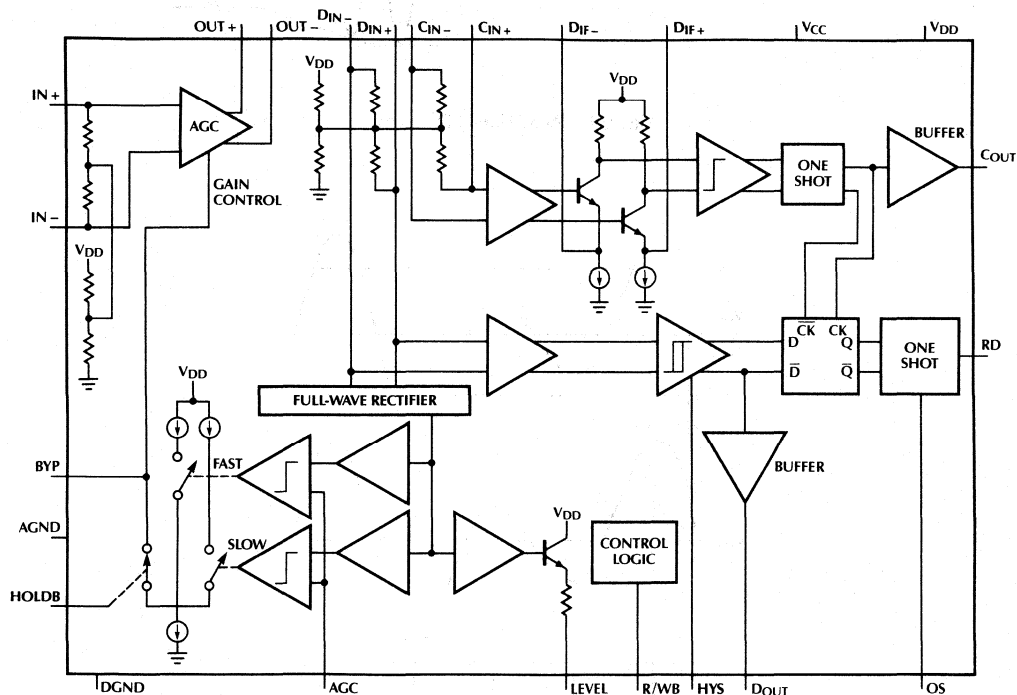 OUT+
OUT−
DIN−
DIN+
CIN−
CIN+
DIF−
DIF+
VCC
VDD
IN+
AGC
VDD
VDD
BUFFER
ONE
SHOT
COUT
GAIN
CONTROL
IN−
VDD
CK
CK
D
Q
D
Q
ONE
SHOT
RD
VDD
FULL-WAVE RECTIFIER
BYP
FAST
BUFFER
AGND
SLOW
VDD
CONTROL
LOGIC
HOLDB
DGND
AGC
LEVEL
R/WB
HYS
DOUT
OS